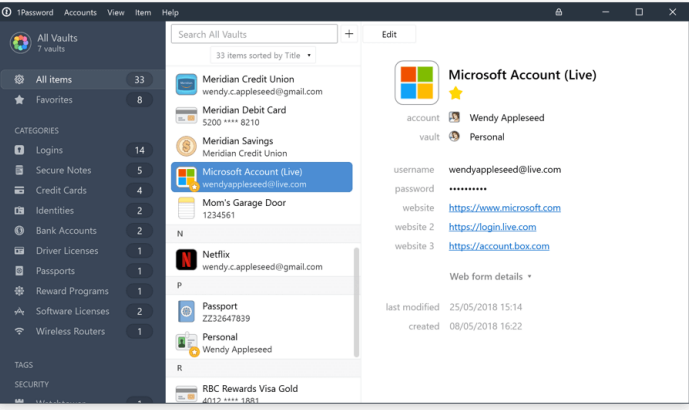 1Password Accounts View Item Help
All Vaults
7 vaults
All items 33
Favorites 8
CATEGORIES
Logins 14
Secure Notes 5
Credit Cards 4
Identities 2
Bank Accounts 2
Driver Licenses 1
Passports 1
Reward Programs 1
Software Licenses 2
Wireless Routers 1
TAGS
SECURITY
Watchtower
Search All Vaults
33 items sorted by Title
Meridian Credit Union
wendy.c.appleseed@gmail.com
Meridian Debit Card
5200 **** 8210
Meridian Savings
Meridian Credit Union
Microsoft Account (Live)
wendyappleseed@live.com
Mom's Garage Door
1234561
N
Netflix
wendy.c.appleseed@gmail.com
P
Passport
ZZ32647839
Personal
Wendy Appleseed
R
RBC Rewards Visa Gold
4012 **** 1881
Edit
Microsoft Account (Live)
account Wendy Appleseed
vault Personal
username wendyappleseed@live.com
password ••••••••••
website https://www.microsoft.com
website 2 https://login.live.com
website 3 https://account.box.com
Web form details
last modified 25/05/2018 15:14
created 08/05/2018 16:22